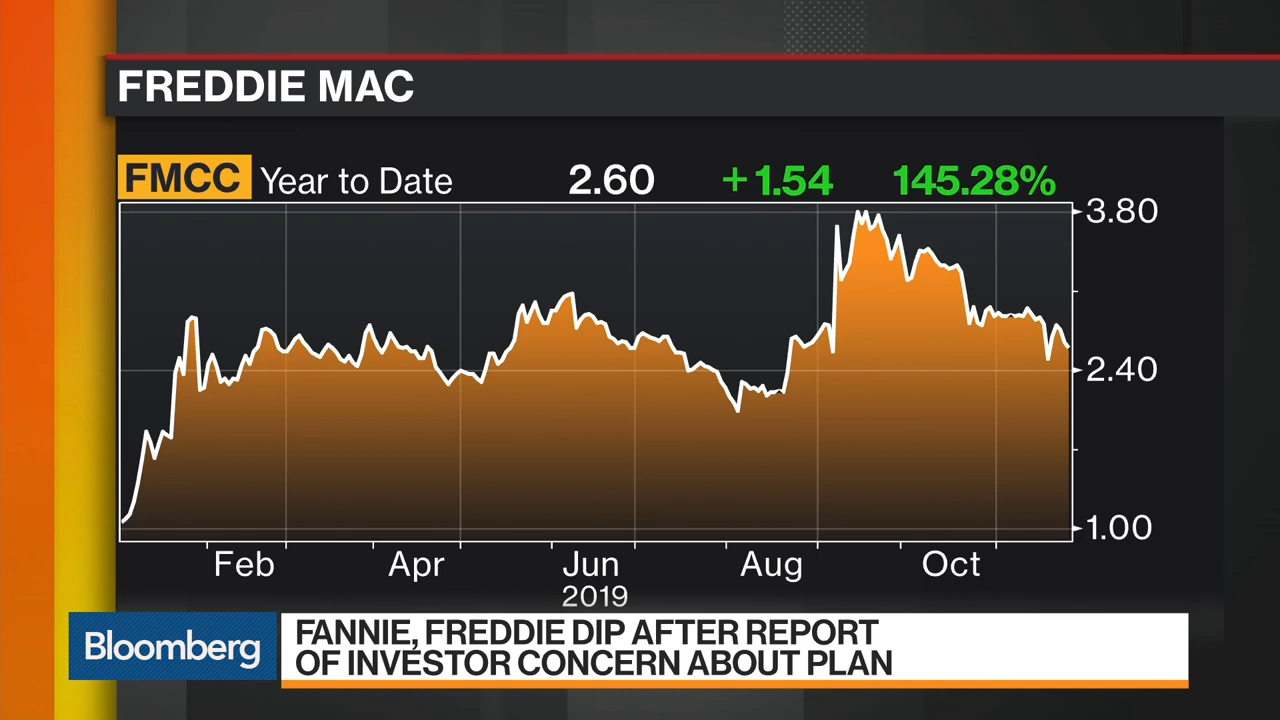 FREDDIE MAC
FMCC Year to Date 2.60 +1.54 145.28%
3.80
2.40
1.00
Feb Apr Jun Aug Oct
2019
Bloomberg
FANNIE, FREDDIE DIP AFTER REPORT
OF INVESTOR CONCERN ABOUT PLAN